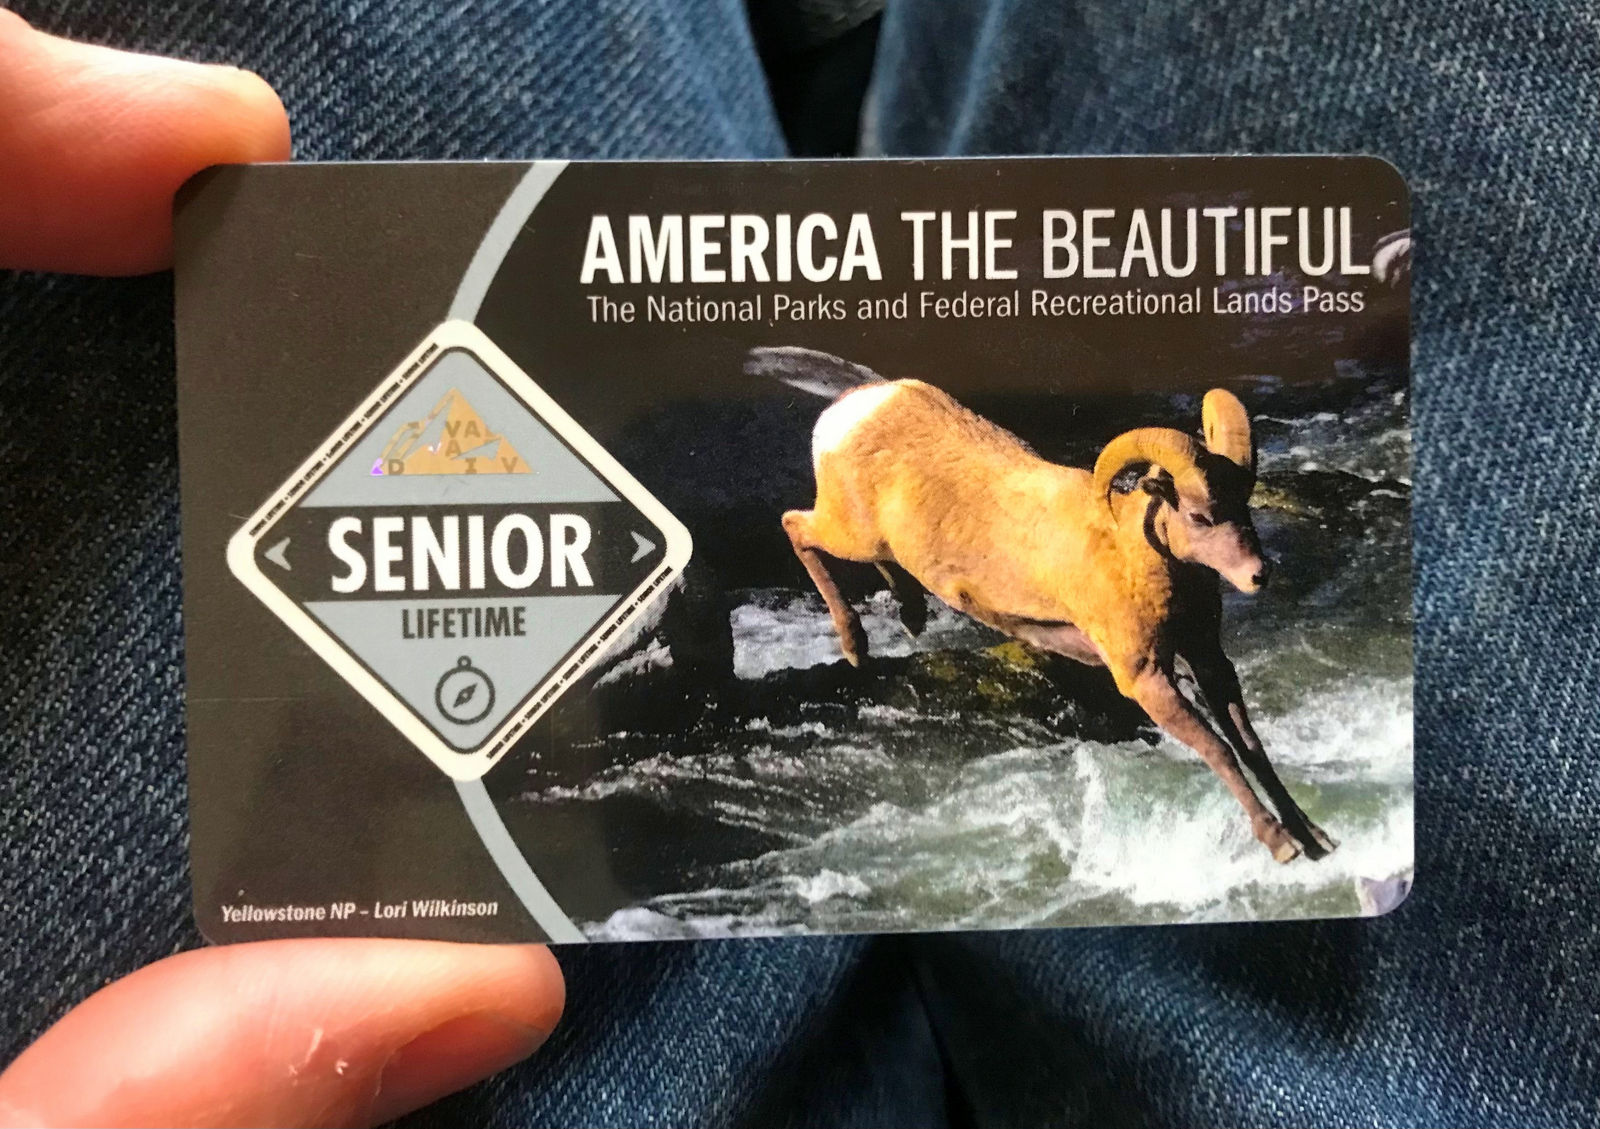 AMERICA THE BEAUTIFUL
The National Parks and Federal Recreational Lands Pass
SENIOR
LIFETIME
Yellowstone NP – Lori Wilkinson